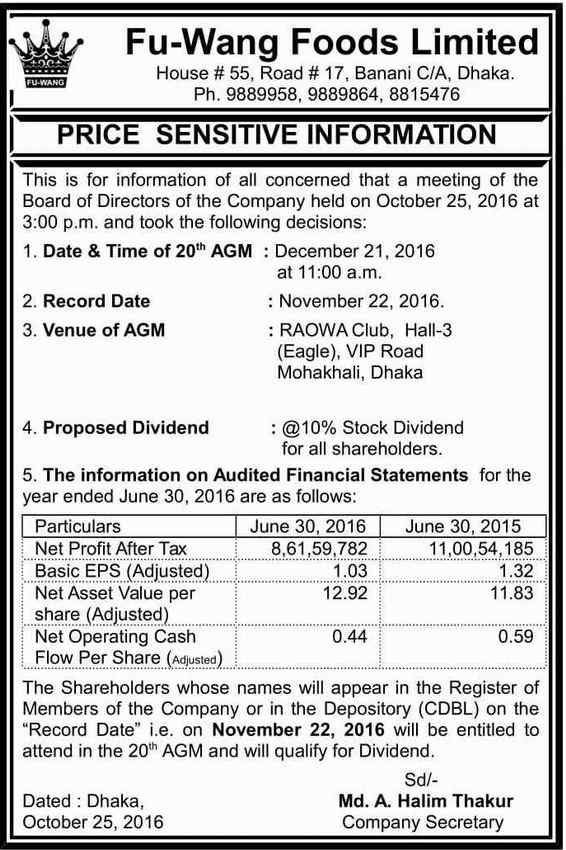 FU-WANG
Fu-Wang Foods Limited
House # 55, Road # 17, Banani C/A, Dhaka.
Ph. 9889958, 9889864, 8815476
PRICE SENSITIVE INFORMATION
This is for information of all concerned that a meeting of the
Board of Directors of the Company held on October 25, 2016 at
3:00 p.m. and took the following decisions:
1. Date & Time of 20th AGM : December 21, 2016
at 11:00 a.m.
2. Record Date : November 22, 2016.
3. Venue of AGM : RAOWA Club, Hall-3
(Eagle), VIP Road
Mohakhali, Dhaka
4. Proposed Dividend : @10% Stock Dividend
for all shareholders.
5. The information on Audited Financial Statements for the
year ended June 30, 2016 are as follows:
Particulars June 30, 2016 June 30, 2015
Net Profit After Tax 8,61,59,782 11,00,54,185
Basic EPS (Adjusted) 1.03 1.32
Net Asset Value per 12.92 11.83
share (Adjusted)
Net Operating Cash 0.44 0.59
Flow Per Share (Adjusted)
The Shareholders whose names will appear in the Register of
Members of the Company or in the Depository (CDBL) on the
“Record Date” i.e. on November 22, 2016 will be entitled to
attend in the 20th AGM and will qualify for Dividend.
Sd/-
Dated : Dhaka, Md. A. Halim Thakur
October 25, 2016 Company Secretary